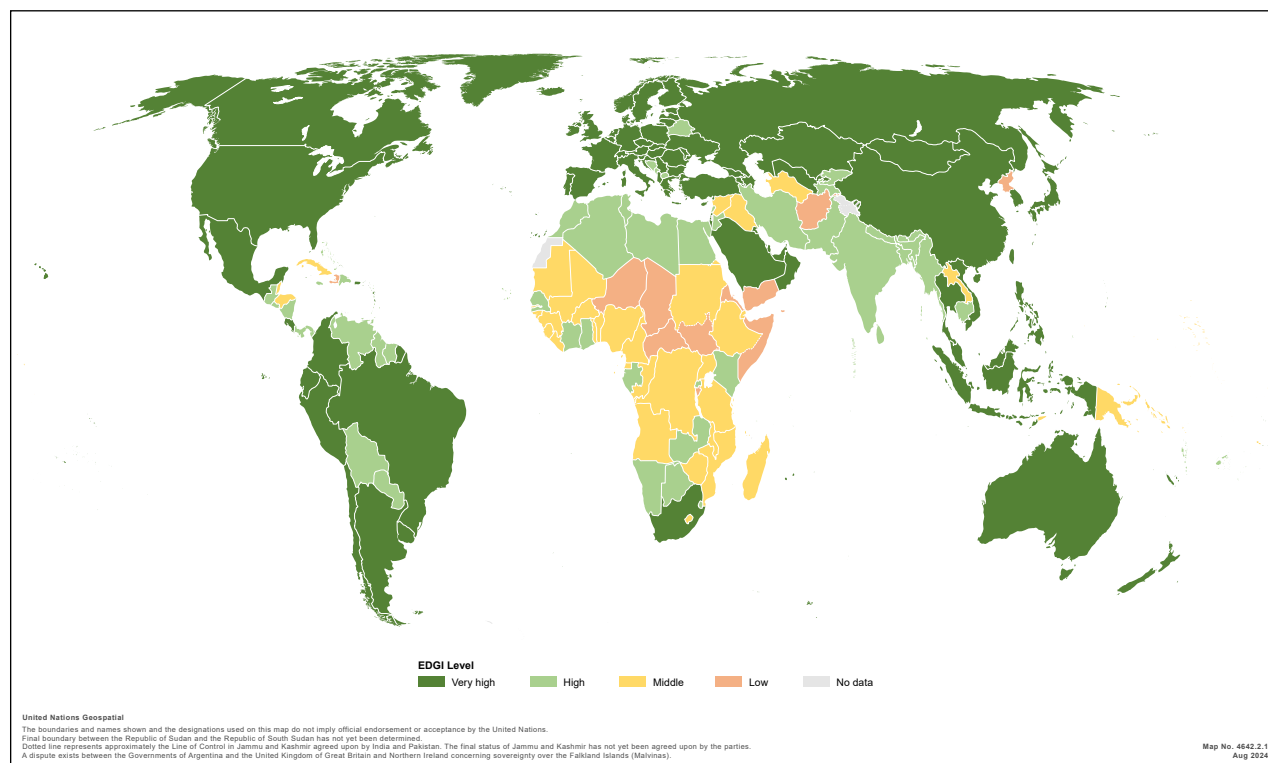 EDGI Level
Very high
High
Middle
Low
No data
United Nations Geospatial
The boundaries and names shown and the designations used on this map do not imply official endorsement or acceptance by the United Nations.
Final boundary between the Republic of Sudan and the Republic of South Sudan has not yet been determined.
Dotted line represents approximately the Line of Control in Jammu and Kashmir agreed upon by India and Pakistan. The final status of Jammu and Kashmir has not yet been agreed upon by the parties.
A dispute exists between the Governments of Argentina and the United Kingdom of Great Britain and Northern Ireland concerning sovereignty over the Falkland Islands (Malvinas).
Map No. 4642.2.1
Aug 2024